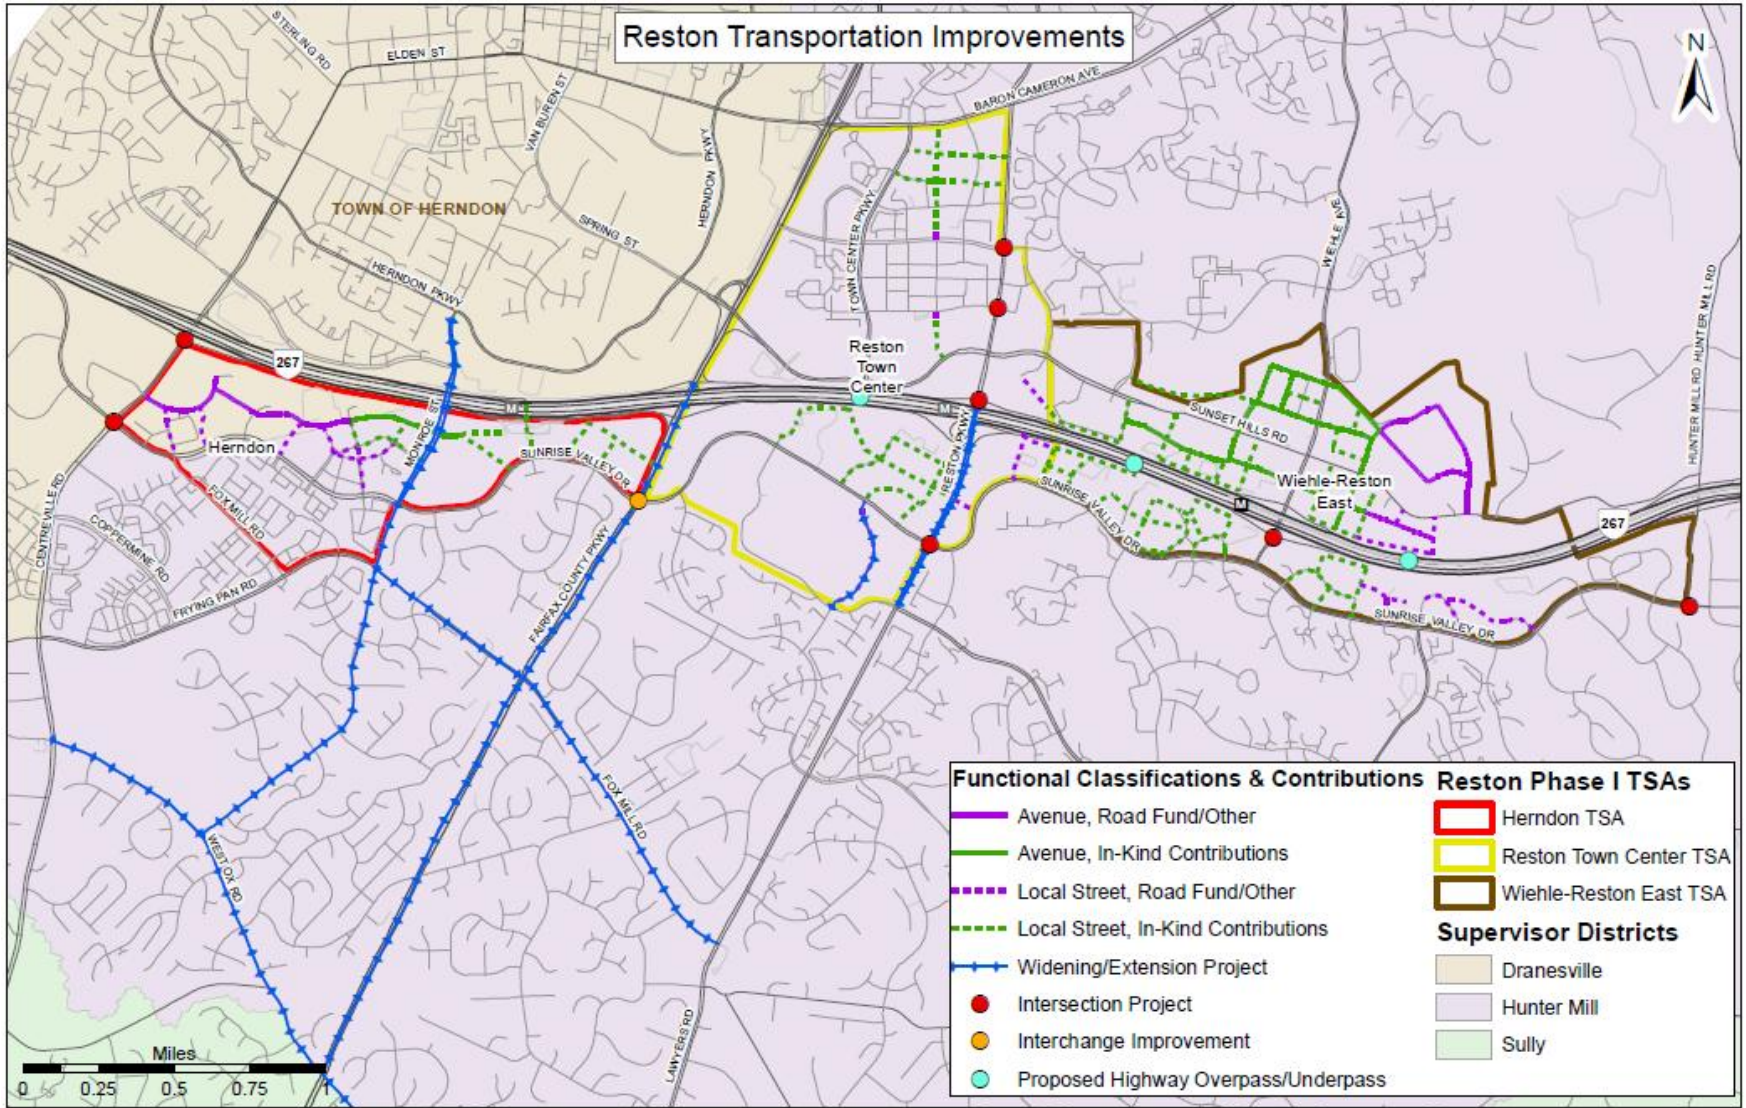 Reston Transportation Improvements
N
STERLING RD
ELDEN ST
VAN BUREN ST
BARON CAMERON AVE
HERNDON PKWY
TOWN OF HERNDON
SPRING ST
TOWN CENTER PKWY
WIEHLE AVE
HERNDON PKWY
HUNTER MILL RD
HUNTER MILL RD
267
Reston
Town
Center
M
M
MONROE ST
SUNSET HILLS RD
RESTON PKWY
Herndon
SUNRISE VALLEY DR
SUNRISE VALLEY DR
Wiehle-Reston
East
M
267
CENTREVILLE RD
FOX MILL RD
COPPERMINE RD
FRYING PAN RD
FAIRFAX COUNTY PKWY
SUNRISE VALLEY DR
FOX MILL RD
WEST OX RD
LAWYERS RD
Miles
0 0.25 0.5 0.75 1
Functional Classifications & Contributions
Avenue, Road Fund/Other
Avenue, In-Kind Contributions
Local Street, Road Fund/Other
Local Street, In-Kind Contributions
Widening/Extension Project
Intersection Project
Interchange Improvement
Proposed Highway Overpass/Underpass
Reston Phase I TSAs
Herndon TSA
Reston Town Center TSA
Wiehle-Reston East TSA
Supervisor Districts
Dranesville
Hunter Mill
Sully